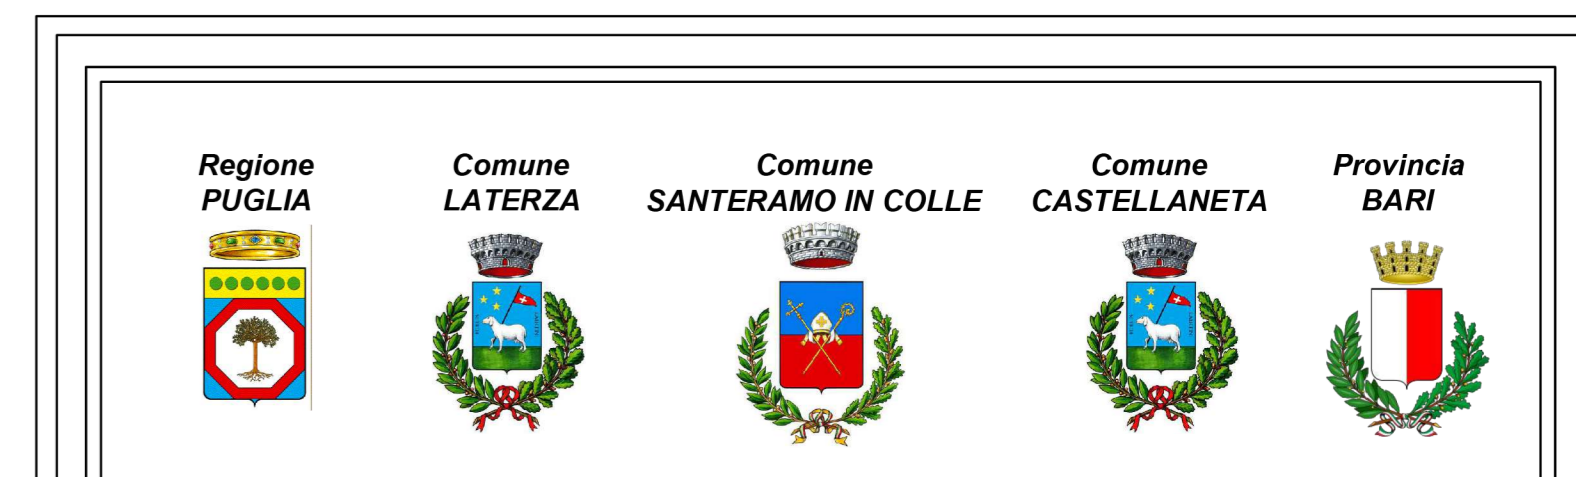 Regione
PUGLIA
Comune
LATERZA
Comune
SANTERAMO IN COLLE
Comune
CASTELLANETA
Provincia
BARI